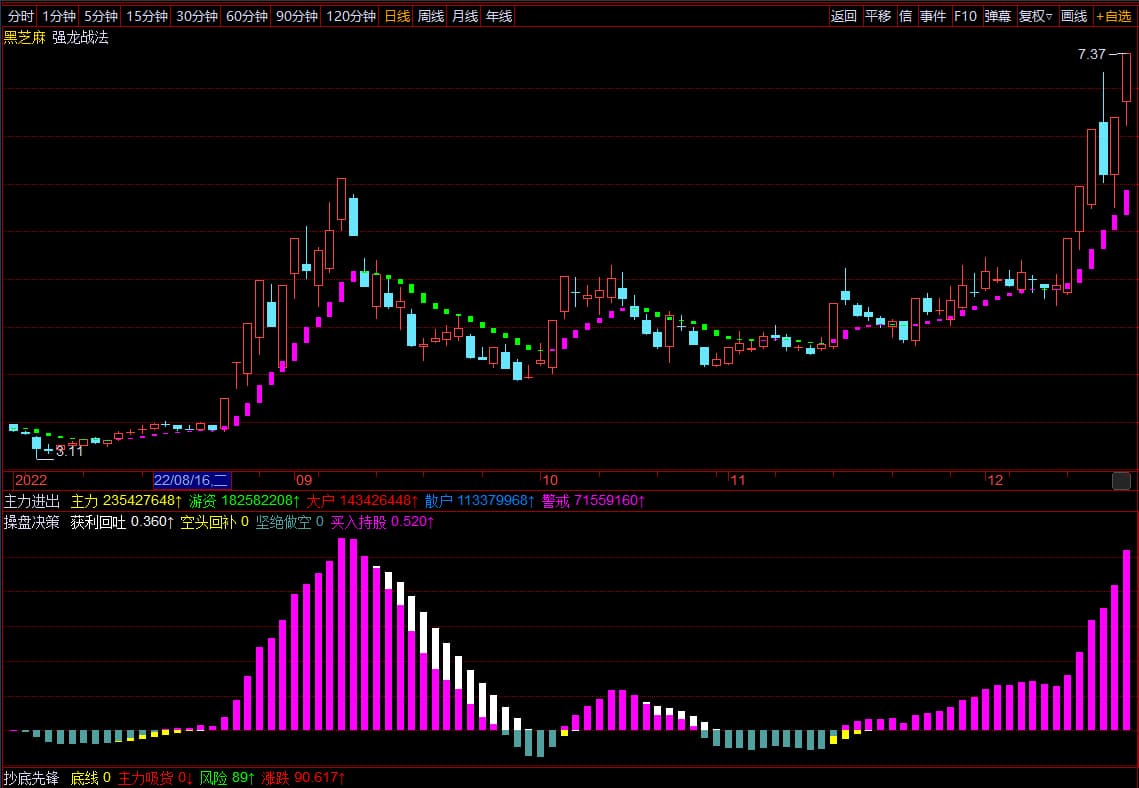 分时 1分钟 5分钟 15分钟 30分钟 60分钟 90分钟 120分钟 日线 周线 月线 年线 返回 平移 信 事件 F10 弹幕 复权▿ 画线 +自选
黑芝麻 强龙战法
7.37
3.11
2022 22/08/16,二 09 10 11 12
主力进出 主力 235427648↑ 游资 182582208↑ 大户 143426448↑ 散户 113379968↑ 警戒 71559160↑
操盘决策 获利回吐 0.360↑ 空头回补 0 坚绝做空 0 买入持股 0.520↑
抄底先锋 底线 0 主力吸货 0↓ 风险 89↑ 涨跌 90.617↑